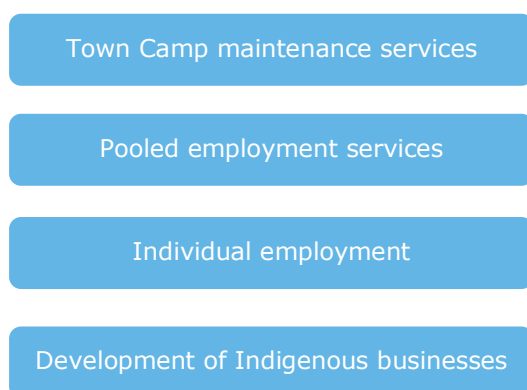 Town Camp maintenance services
Pooled employment services
Individual employment
Development of Indigenous businesses